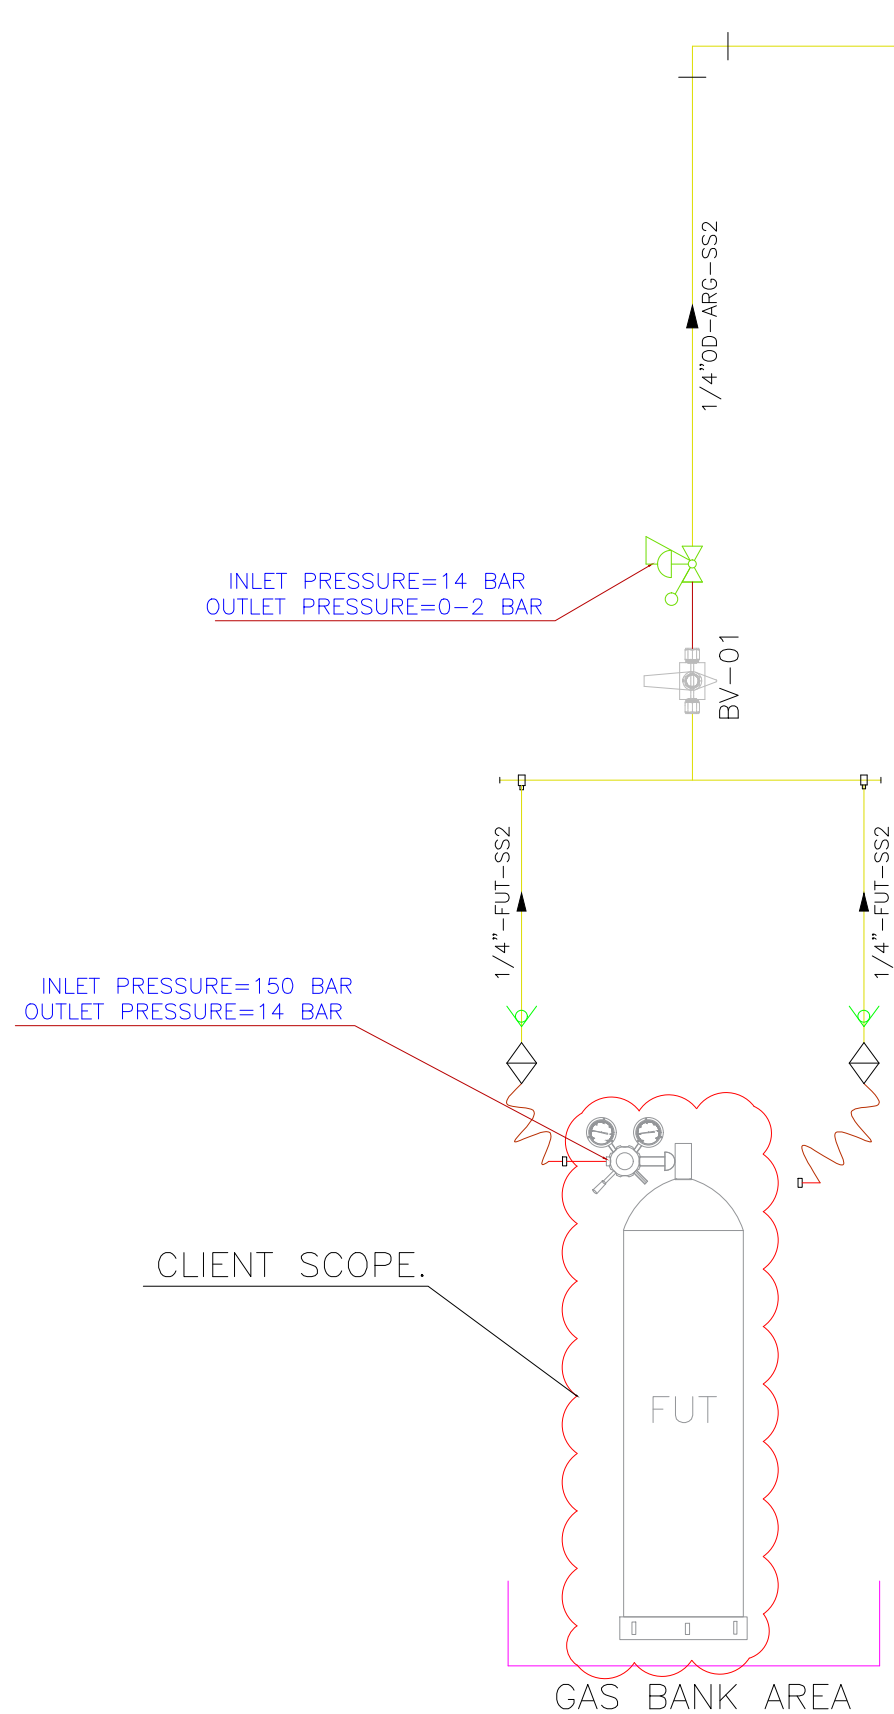 1/4"OD-ARG-SS2
INLET PRESSURE=14 BAR
OUTLET PRESSURE=0-2 BAR
BV-01
1/4"-FUT-SS2
1/4"-FUT-SS2
INLET PRESSURE=150 BAR
OUTLET PRESSURE=14 BAR
CLIENT SCOPE.
FUT
GAS BANK AREA